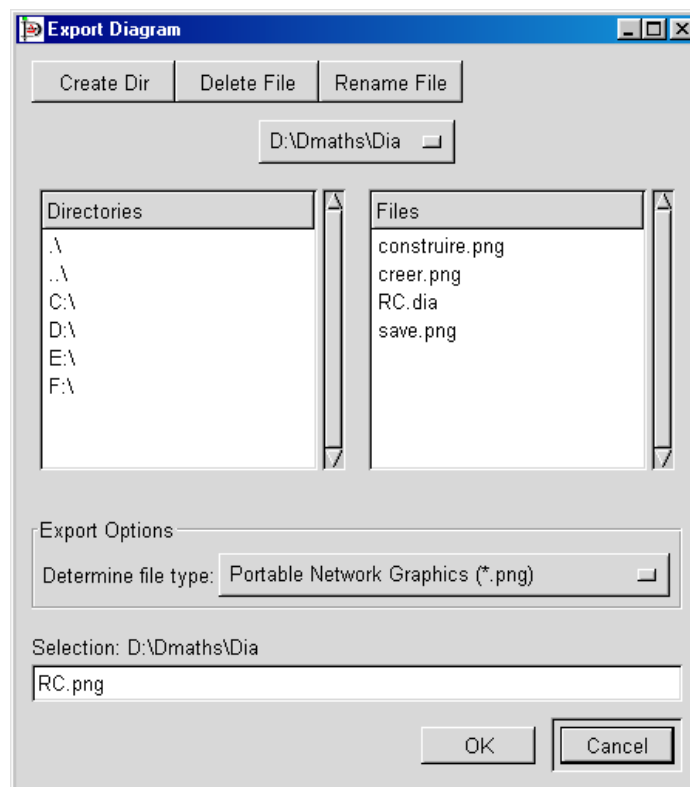 Export Diagram
Create Dir Delete File Rename File
D:\Dmaths\Dia
Directories
.\
..\
C:\
D:\
E:\
F:\
Files
construire.png
creer.png
RC.dia
save.png
Export Options
Determine file type: Portable Network Graphics (*.png)
Selection: D:\Dmaths\Dia
RC.png
OK Cancel